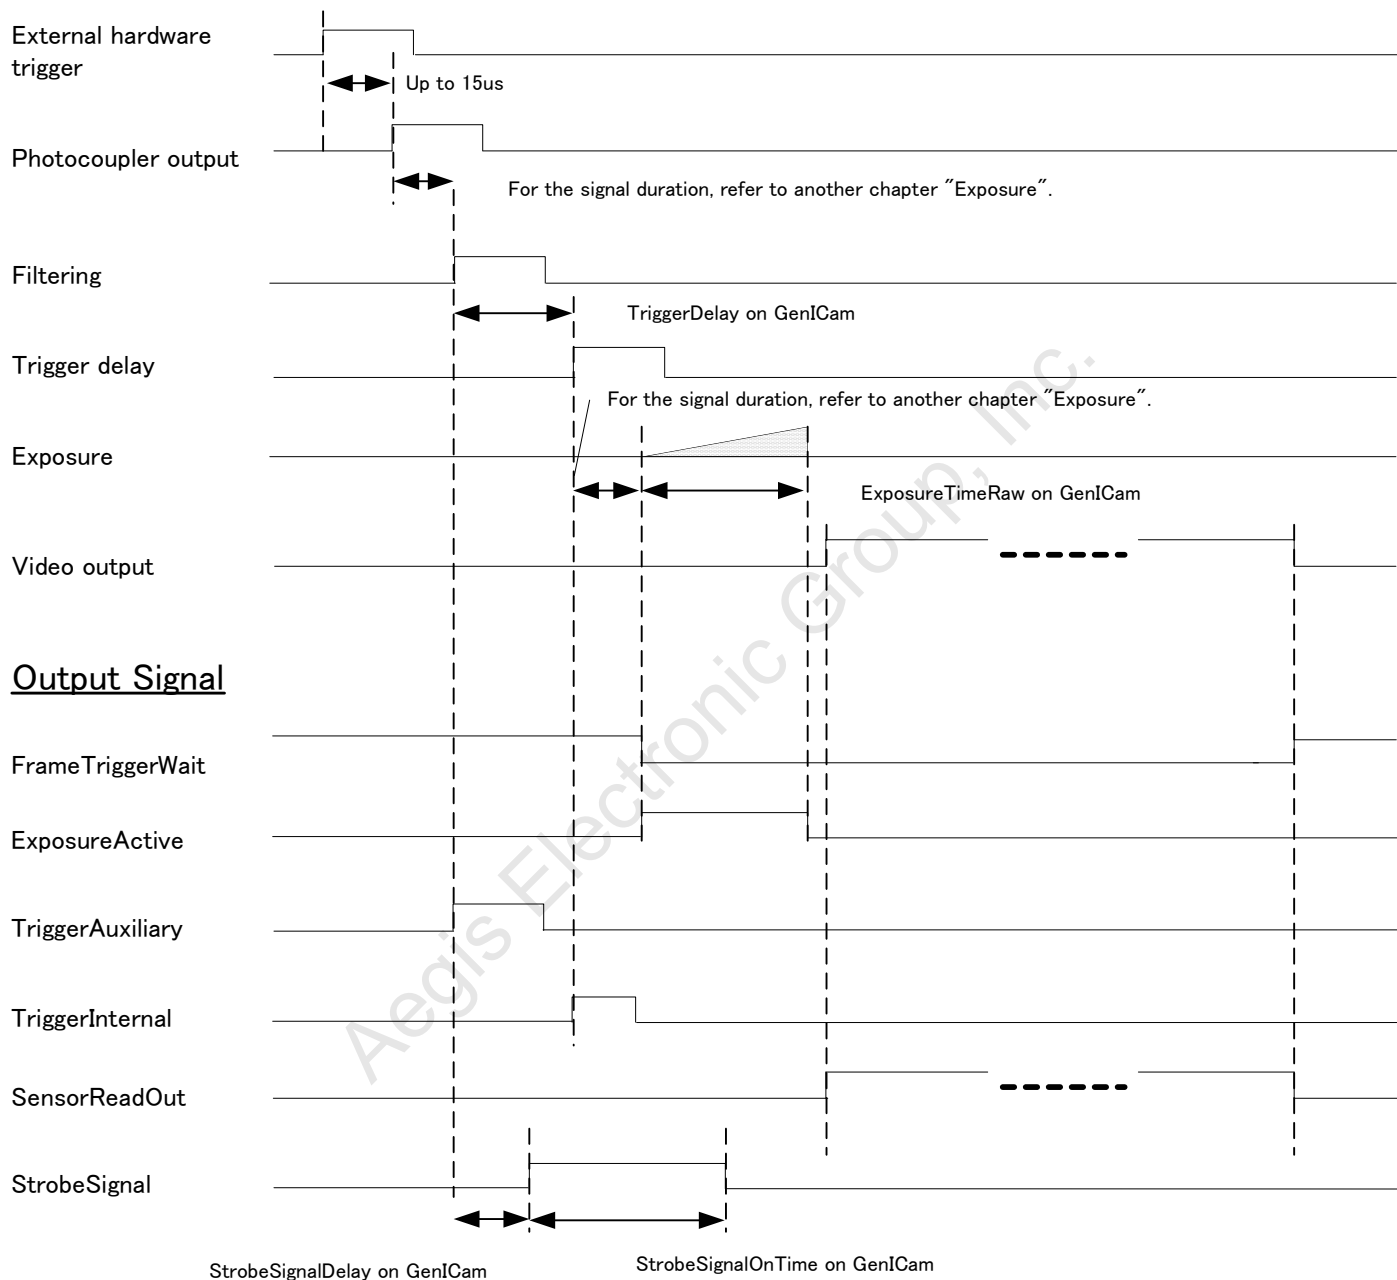 External hardware
trigger
Up to 15us
Photocoupler output
For the signal duration, refer to another chapter "Exposure".
Filtering
TriggerDelay on GenICam
Trigger delay
For the signal duration, refer to another chapter "Exposure".
Exposure
ExposureTimeRaw on GenICam
Video output
Output Signal
FrameTriggerWait
ExposureActive
TriggerAuxiliary
TriggerInternal
SensorReadOut
StrobeSignal
StrobeSignalDelay on GenICam
StrobeSignalOnTime on GenICam
Aegis Electronic Group, Inc.